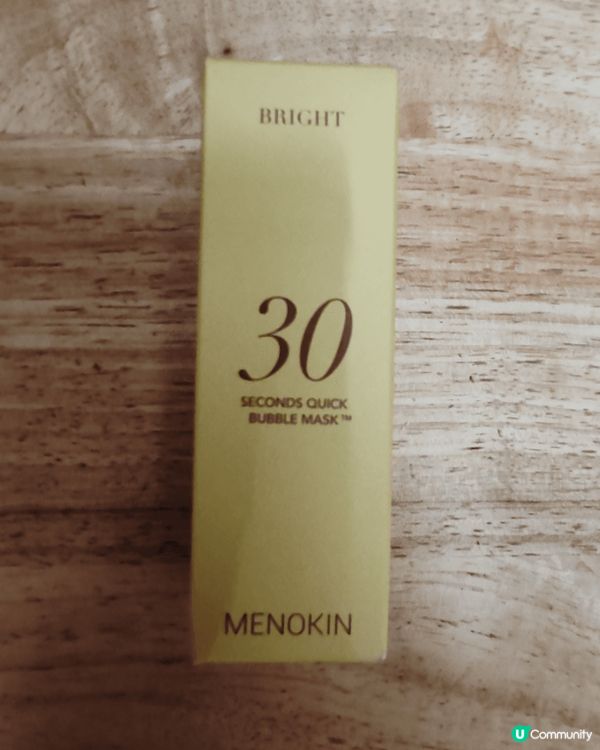 BRIGHT
30
SECONDS QUICK
BUBBLE MASK™
MENOKIN
U Community